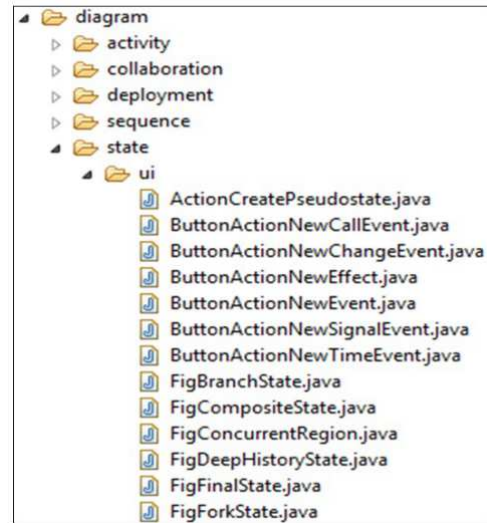 diagram
activity
collaboration
deployment
sequence
state
ui
ActionCreatePseudostate.java
ButtonActionNewCallEvent.java
ButtonActionNewChangeEvent.java
ButtonActionNewEffect.java
ButtonActionNewEvent.java
ButtonActionNewSignalEvent.java
ButtonActionNewTimeEvent.java
FigBranchState.java
FigCompositeState.java
FigConcurrentRegion.java
FigDeepHistoryState.java
FigFinalState.java
FigForkState.java